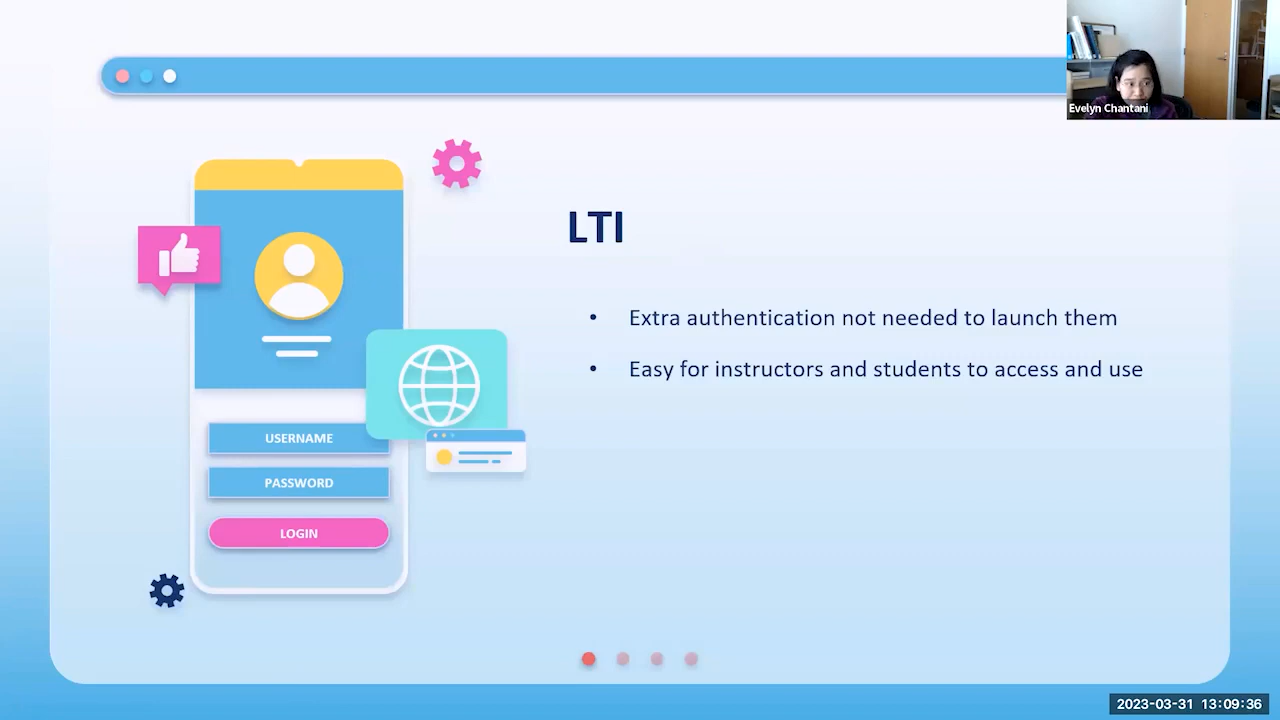 Evelyn Chantani
LTI
• Extra authentication not needed to launch them
• Easy for instructors and students to access and use
USERNAME
PASSWORD
LOGIN
2023-03-31 13:09:36